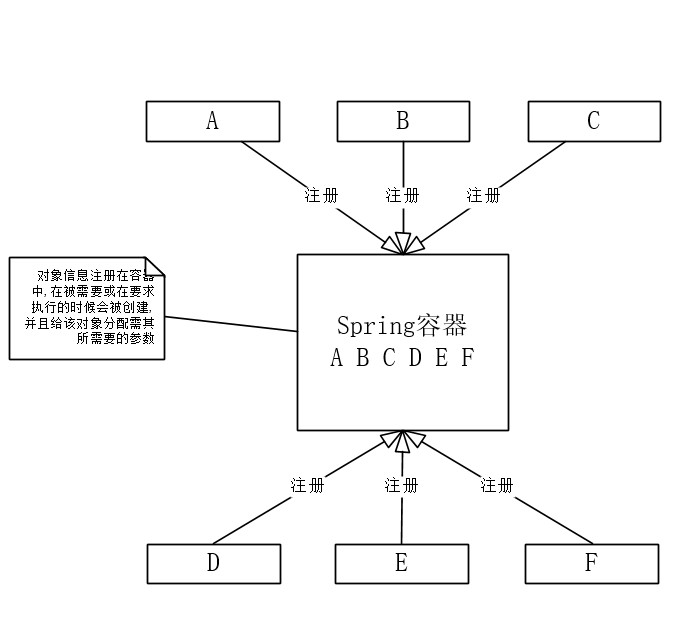 A
B
C
注册
注册
注册
对象信息注册在容器
中,在被需要或在要求
执行的时候会被创建,
并且给该对象分配需其
所需要的参数
Spring容器
A B C D E F
注册
注册
注册
D
E
F